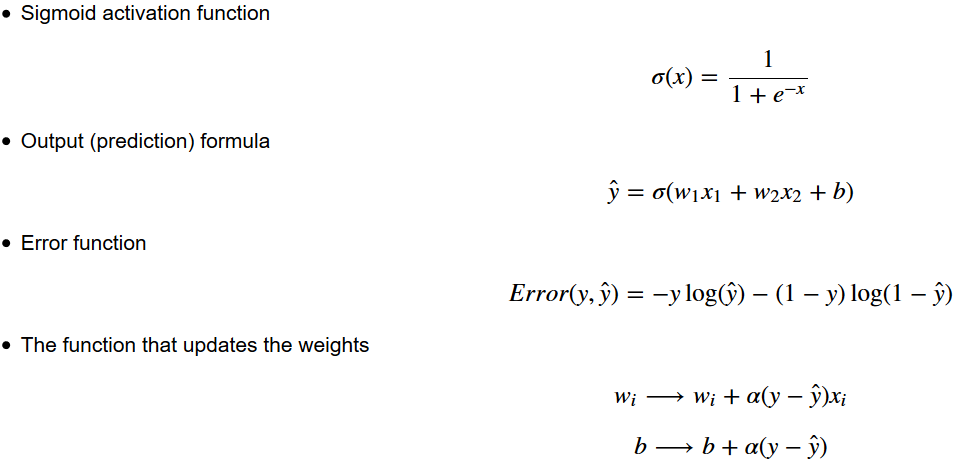 • Sigmoid activation function
σ(x) = 1 / (1 + e^{−x})
• Output (prediction) formula
ŷ = σ(w₁x₁ + w₂x₂ + b)
• Error function
Error(y, ŷ) = −y log(ŷ) − (1 − y) log(1 − ŷ)
• The function that updates the weights
wᵢ ⟶ wᵢ + α(y − ŷ)xᵢ
b ⟶ b + α(y − ŷ)